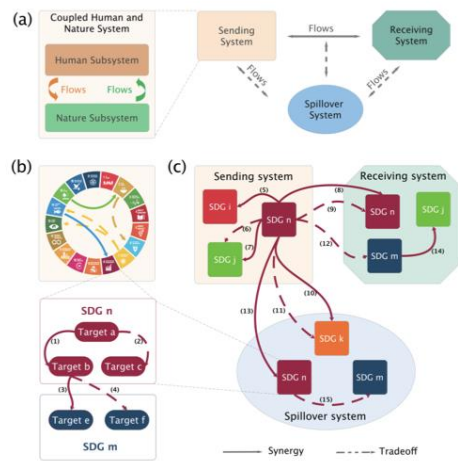 (a)
Coupled Human and
Nature System
Human Subsystem
Flows
Flows
Nature Subsystem
Sending
System
Flows
Receiving
System
Flows
Flows
Spillover
System
(b)
SDG n
Target a
(1)
(2)
Target b
Target c
(3)
(4)
Target e
Target f
SDG m
(c)
Sending system
Receiving system
SDG i
(5)
SDG n
(6)
(7)
SDG j
(8)
(9)
SDG n
SDG j
(12)
SDG m
(14)
(10)
(11)
(13)
SDG k
SDG n
SDG m
(15)
Spillover system
Synergy
Tradeoff